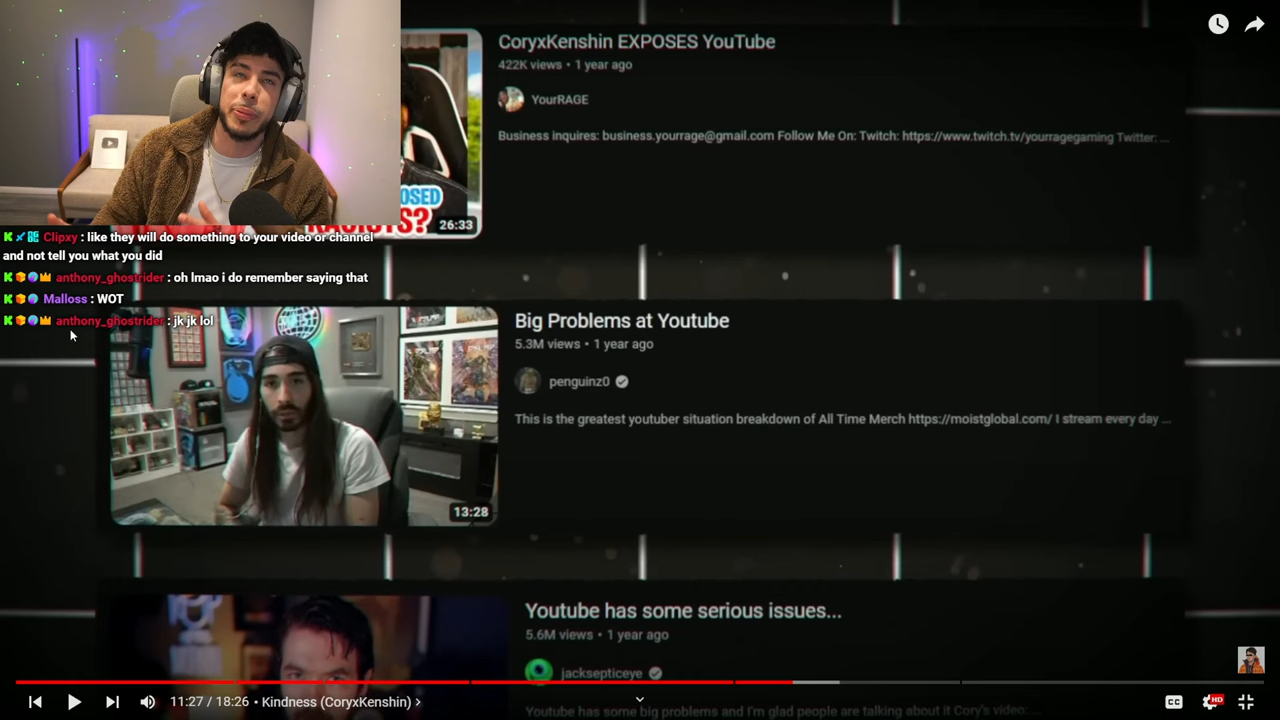 CoryxKenshin EXPOSES YouTube
422K views • 1 year ago
YourRAGE
Business inquires: business.yourrage@gmail.com Follow Me On: Twitch: https://www.twitch.tv/yourragegaming Twitter: ...
26:33
Clipxy : like they will do something to your video or channel
and not tell you what you did
anthony_ghostrider : oh lmao i do remember saying that
Malloss : WOT
anthony_ghostrider : jk jk lol
Big Problems at Youtube
5.3M views • 1 year ago
penguinz0
This is the greatest youtuber situation breakdown of All Time Merch https://moistglobal.com/ I stream every day ...
13:28
Youtube has some serious issues...
5.6M views • 1 year ago
jacksepticeye
Youtube has some big problems and I'm glad people are talking about it Cory's video:
11:27 / 18:26 • Kindness (CoryxKenshin) >
CC
HD